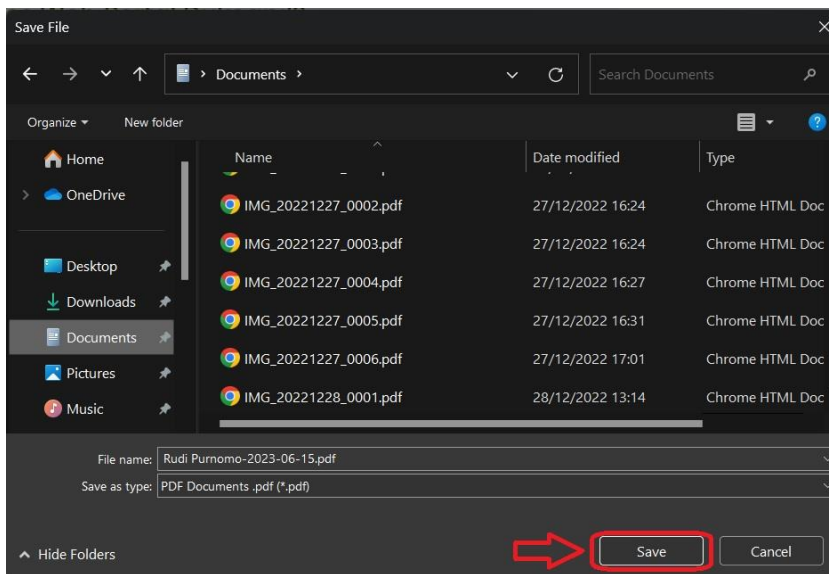 Save File
Documents
Search Documents
Organize
New folder
Name
Date modified
Type
Home
OneDrive
Desktop
Downloads
Documents
Pictures
Music
IMG_20221227_0002.pdf 27/12/2022 16:24 Chrome HTML Doc
IMG_20221227_0003.pdf 27/12/2022 16:24 Chrome HTML Doc
IMG_20221227_0004.pdf 27/12/2022 16:27 Chrome HTML Doc
IMG_20221227_0005.pdf 27/12/2022 16:31 Chrome HTML Doc
IMG_20221227_0006.pdf 27/12/2022 17:01 Chrome HTML Doc
IMG_20221228_0001.pdf 28/12/2022 13:14 Chrome HTML Doc
File name: Rudi Purnomo-2023-06-15.pdf
Save as type: PDF Documents .pdf (*.pdf)
Hide Folders
Save
Cancel